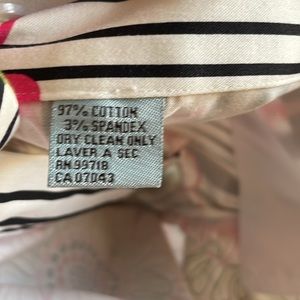 97% COTTON
3% SPANDEX
DRY CLEAN ONLY
LAVER A SEC
RN 99718
CA 07043